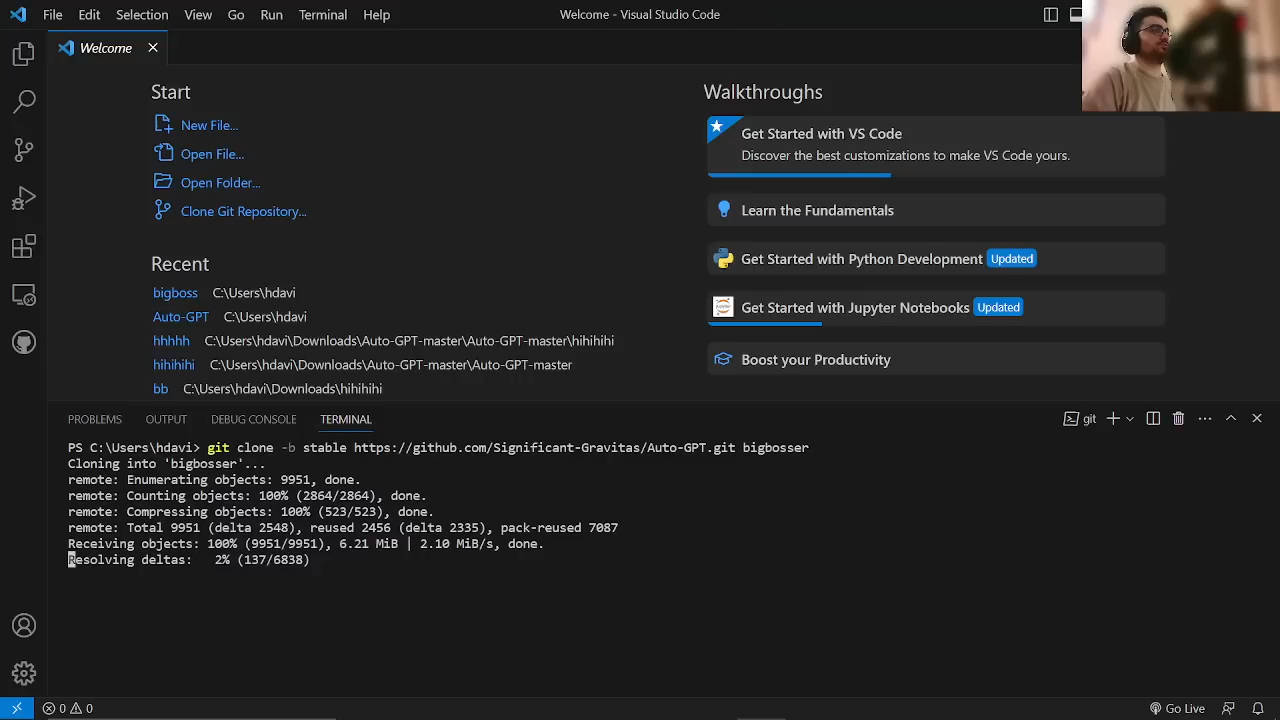 File Edit Selection View Go Run Terminal Help
Welcome - Visual Studio Code
Welcome
Start
New File...
Open File...
Open Folder...
Clone Git Repository...
Recent
bigboss C:\Users\hdavi
Auto-GPT C:\Users\hdavi
hhhhh C:\Users\hdavi\Downloads\Auto-GPT-master\Auto-GPT-master\hihihihi
hihihihi C:\Users\hdavi\Downloads\Auto-GPT-master\Auto-GPT-master
bb C:\Users\hdavi\Downloads\hihihihi
Walkthroughs
Get Started with VS Code
Discover the best customizations to make VS Code yours.
Learn the Fundamentals
Get Started with Python Development Updated
Get Started with Jupyter Notebooks Updated
Boost your Productivity
PROBLEMS OUTPUT DEBUG CONSOLE TERMINAL
git
PS C:\Users\hdavi> git clone -b stable https://github.com/Significant-Gravitas/Auto-GPT.git bigbosser
Cloning into 'bigbosser'...
remote: Enumerating objects: 9951, done.
remote: Counting objects: 100% (2864/2864), done.
remote: Compressing objects: 100% (523/523), done.
remote: Total 9951 (delta 2548), reused 2456 (delta 2335), pack-reused 7087
Receiving objects: 100% (9951/9951), 6.21 MiB | 2.10 MiB/s, done.
Resolving deltas: 2% (137/6838)
0 0
Go Live